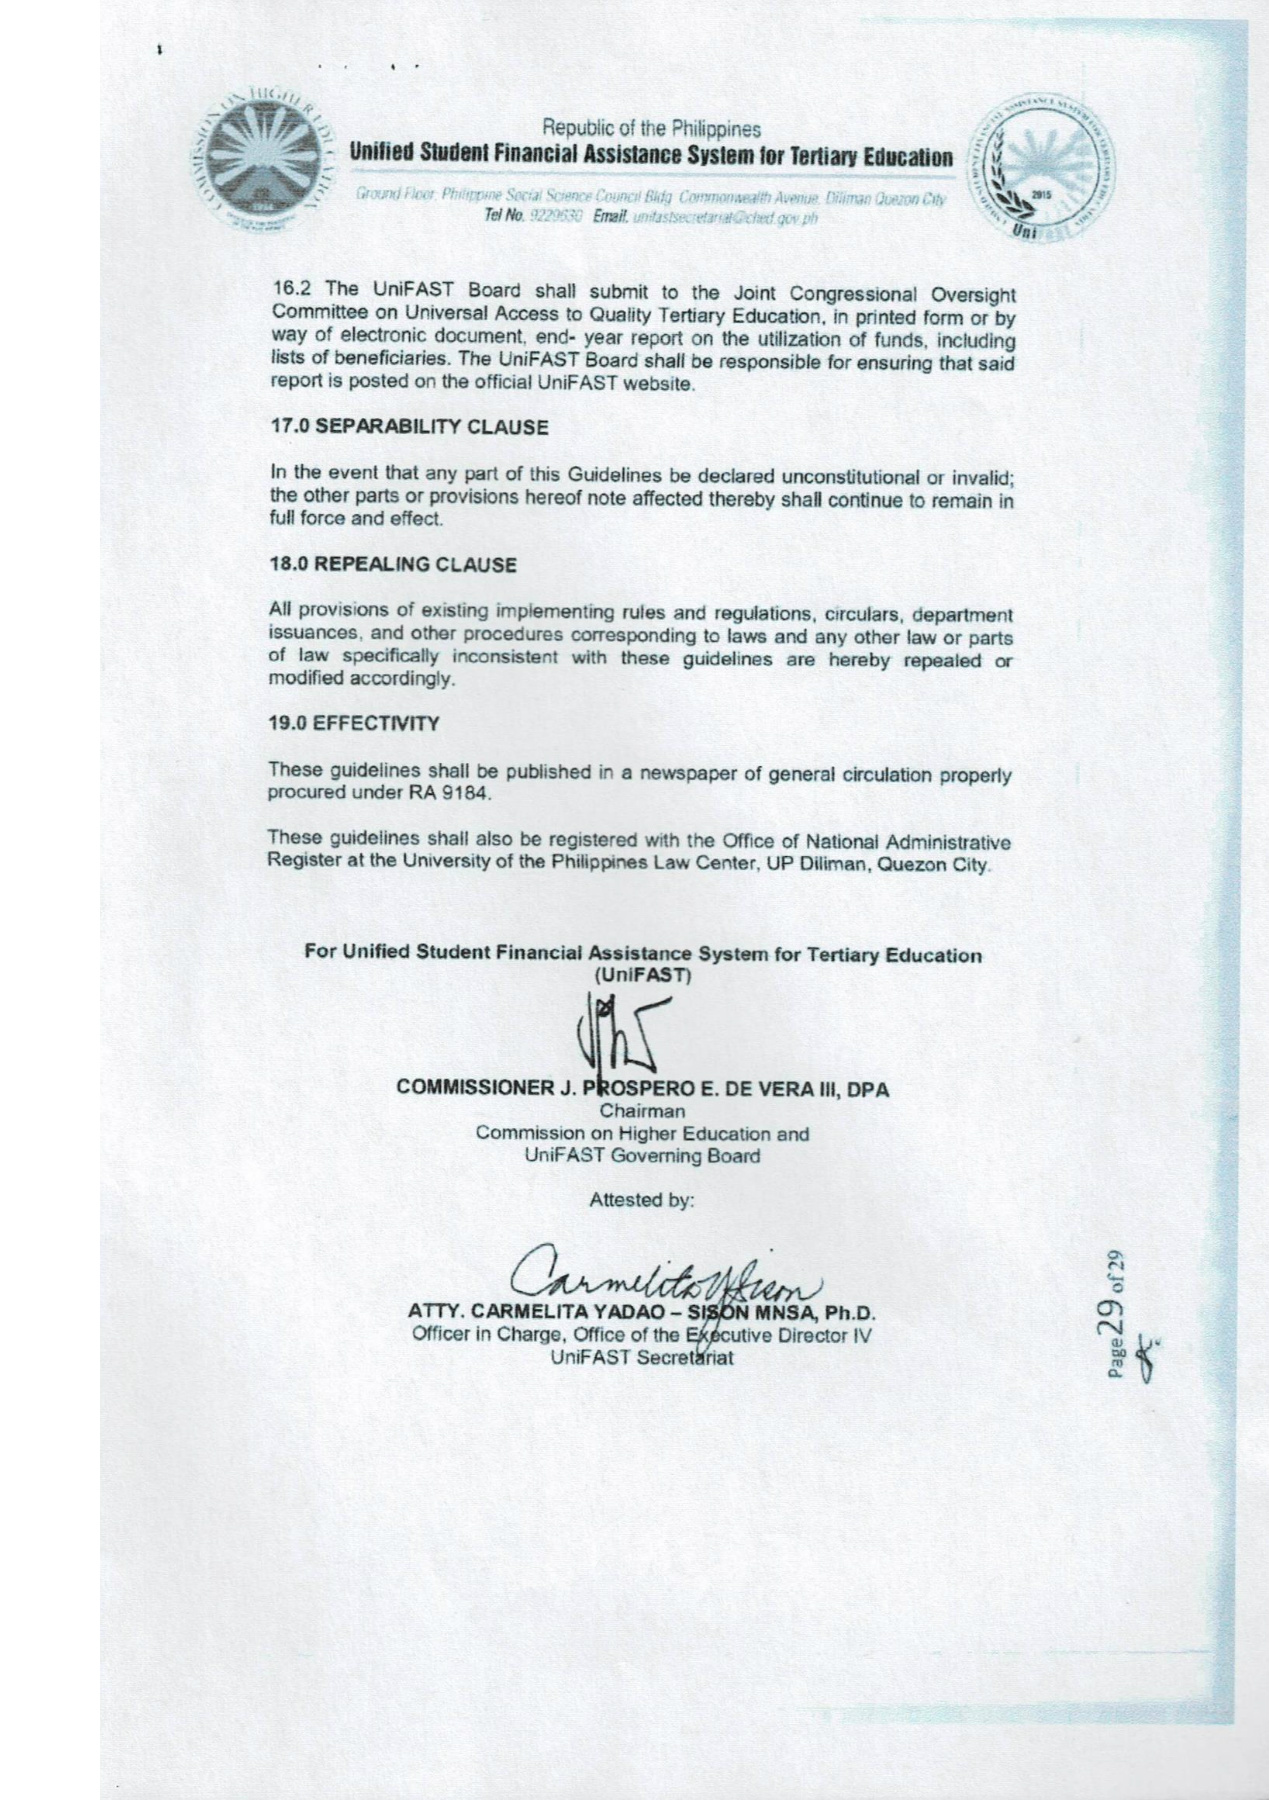 COMMISSION ON HIGHER EDUCATION
Republic of the Philippines
Unified Student Financial Assistance System for Tertiary Education
Ground Floor, Philippine Social Science Council Bldg Commonwealth Avenue, Diliman Quezon City
Tel No. 9229630 Email. unifastsecretariat@ched.gov.ph
2015
Uni
16.2 The UniFAST Board shall submit to the Joint Congressional Oversight
Committee on Universal Access to Quality Tertiary Education, in printed form or by
way of electronic document, end- year report on the utilization of funds, including
lists of beneficiaries. The UniFAST Board shall be responsible for ensuring that said
report is posted on the official UniFAST website.
17.0 SEPARABILITY CLAUSE
In the event that any part of this Guidelines be declared unconstitutional or invalid;
the other parts or provisions hereof note affected thereby shall continue to remain in
full force and effect.
18.0 REPEALING CLAUSE
All provisions of existing implementing rules and regulations, circulars, department
issuances, and other procedures corresponding to laws and any other law or parts
of law specifically inconsistent with these guidelines are hereby repealed or
modified accordingly.
19.0 EFFECTIVITY
These guidelines shall be published in a newspaper of general circulation properly
procured under RA 9184.
These guidelines shall also be registered with the Office of National Administrative
Register at the University of the Philippines Law Center, UP Diliman, Quezon City.
For Unified Student Financial Assistance System for Tertiary Education
(UniFAST)
COMMISSIONER J. PROSPERO E. DE VERA III, DPA
Chairman
Commission on Higher Education and
UniFAST Governing Board
Attested by:
ATTY. CARMELITA YADAO – SISON MNSA, Ph.D.
Officer in Charge, Office of the Executive Director IV
UniFAST Secretariat
Page 29 of 29